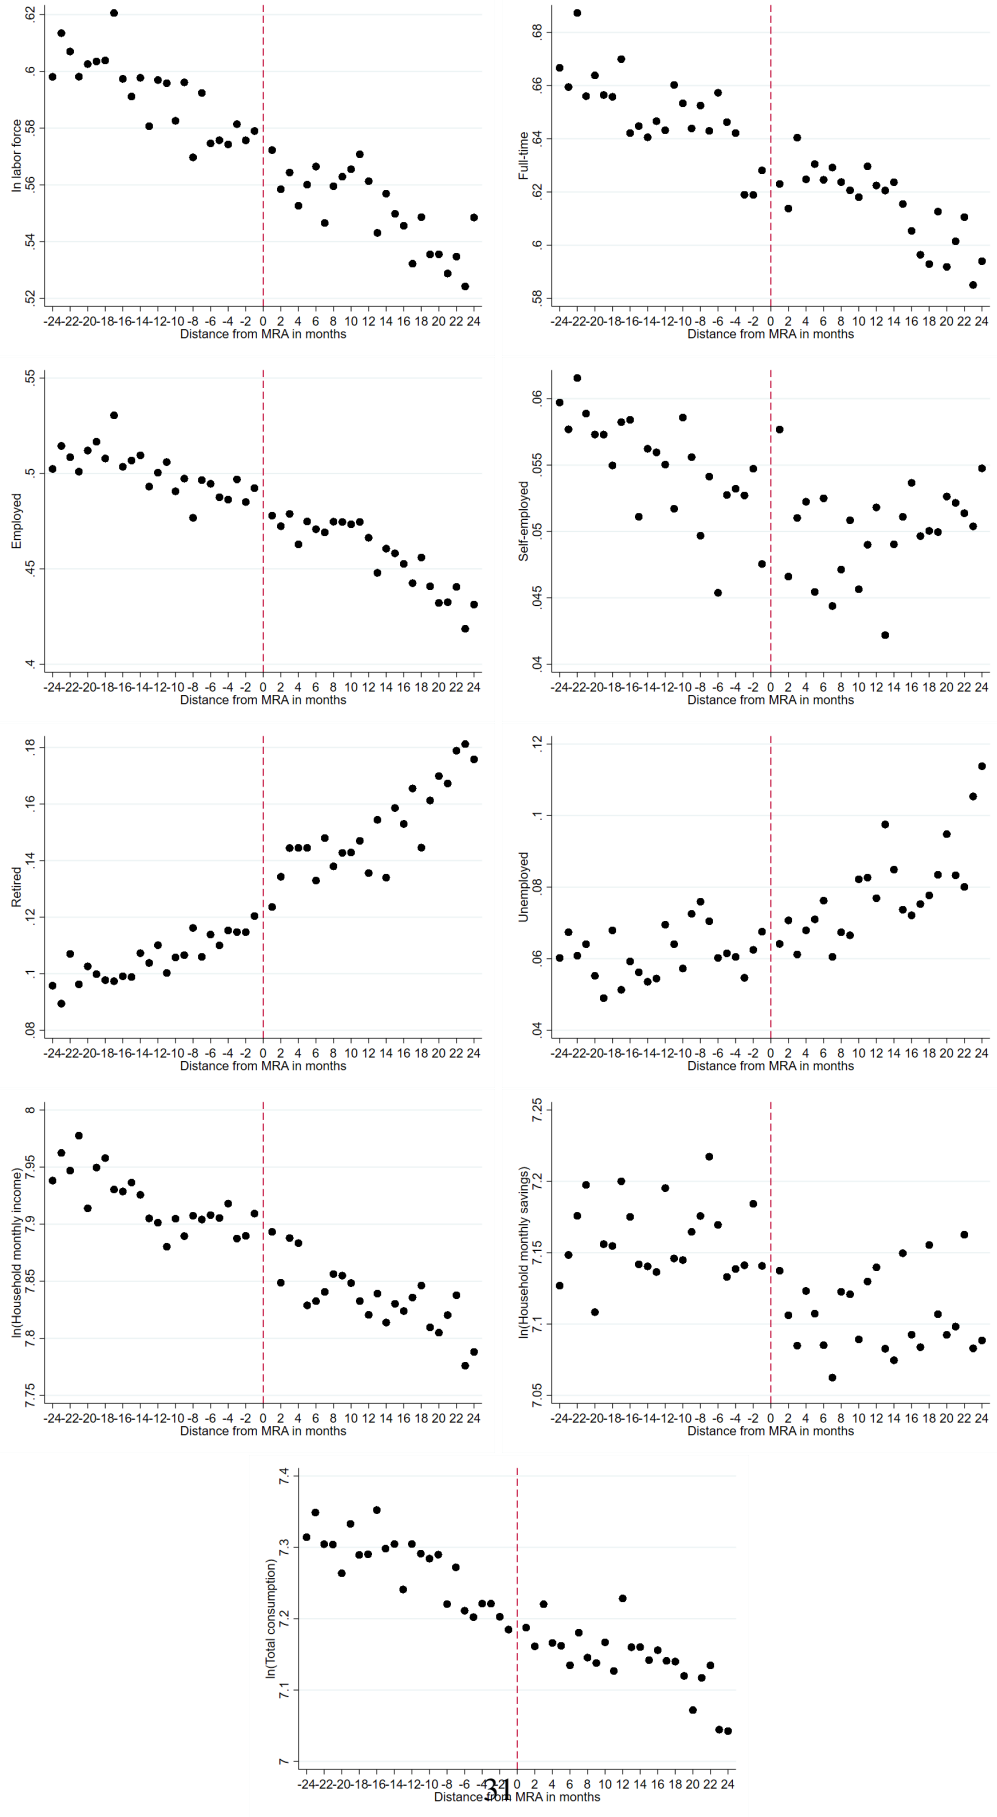 In labor force
.62
.6
.58
.56
.54
.52
-24-22-20-18-16-14-12-10 -8 -6 -4 -2 0 2 4 6 8 10 12 14 16 18 20 22 24
Distance from MRA in months
Full-time
.68
.66
.64
.62
.6
.58
-24-22-20-18-16-14-12-10 -8 -6 -4 -2 0 2 4 6 8 10 12 14 16 18 20 22 24
Distance from MRA in months
Employed
.55
.5
.45
.4
-24-22-20-18-16-14-12-10 -8 -6 -4 -2 0 2 4 6 8 10 12 14 16 18 20 22 24
Distance from MRA in months
Self-employed
.06
.055
.05
.045
.04
-24-22-20-18-16-14-12-10 -8 -6 -4 -2 0 2 4 6 8 10 12 14 16 18 20 22 24
Distance from MRA in months
Retired
.18
.16
.14
.12
.1
.08
-24-22-20-18-16-14-12-10 -8 -6 -4 -2 0 2 4 6 8 10 12 14 16 18 20 22 24
Distance from MRA in months
Unemployed
.12
.1
.08
.06
.04
-24-22-20-18-16-14-12-10 -8 -6 -4 -2 0 2 4 6 8 10 12 14 16 18 20 22 24
Distance from MRA in months
ln(Household monthly income)
8
7.95
7.9
7.85
7.8
7.75
-24-22-20-18-16-14-12-10 -8 -6 -4 -2 0 2 4 6 8 10 12 14 16 18 20 22 24
Distance from MRA in months
ln(Household monthly savings)
7.25
7.2
7.15
7.1
7.05
-24-22-20-18-16-14-12-10 -8 -6 -4 -2 0 2 4 6 8 10 12 14 16 18 20 22 24
Distance from MRA in months
ln(Total consumption)
7.4
7.3
7.2
7.1
7
-24-22-20-18-16-14-12-10 -8 -6 -4 -2 0 2 4 6 8 10 12 14 16 18 20 22 24
Distance from MRA in months
31